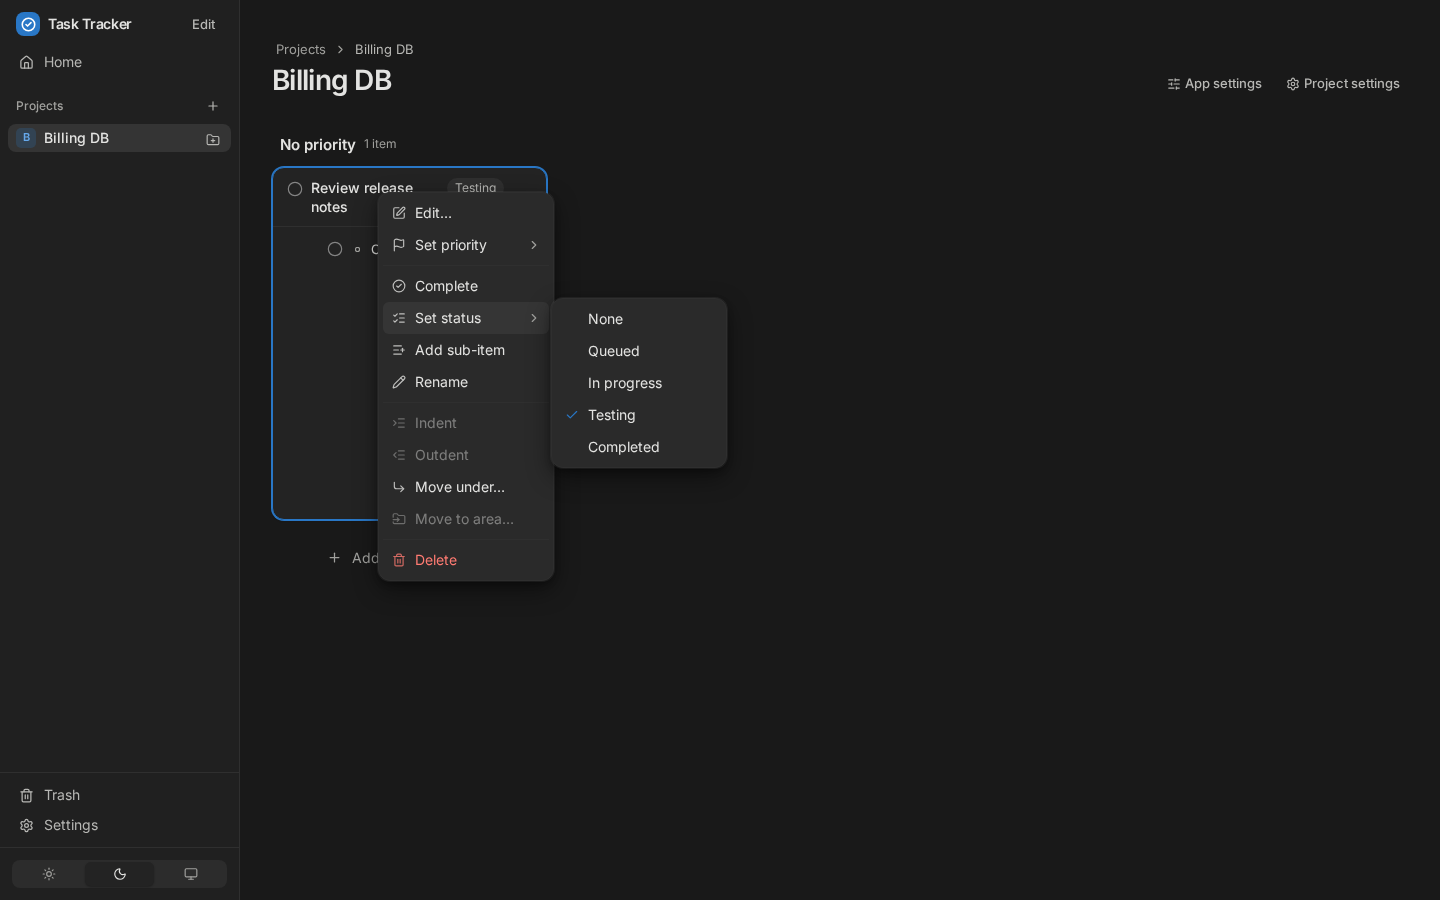 Task Tracker
Edit
Home
Projects
B
Billing DB
Trash
Settings
Projects
Billing DB
Billing DB
App settings
Project settings
No priority
1 item
Review release
notes
Testing
Edit...
Set priority
Complete
Set status
Add sub-item
Rename
Indent
Outdent
Move under...
Move to area...
Delete
None
Queued
In progress
Testing
Completed
Add